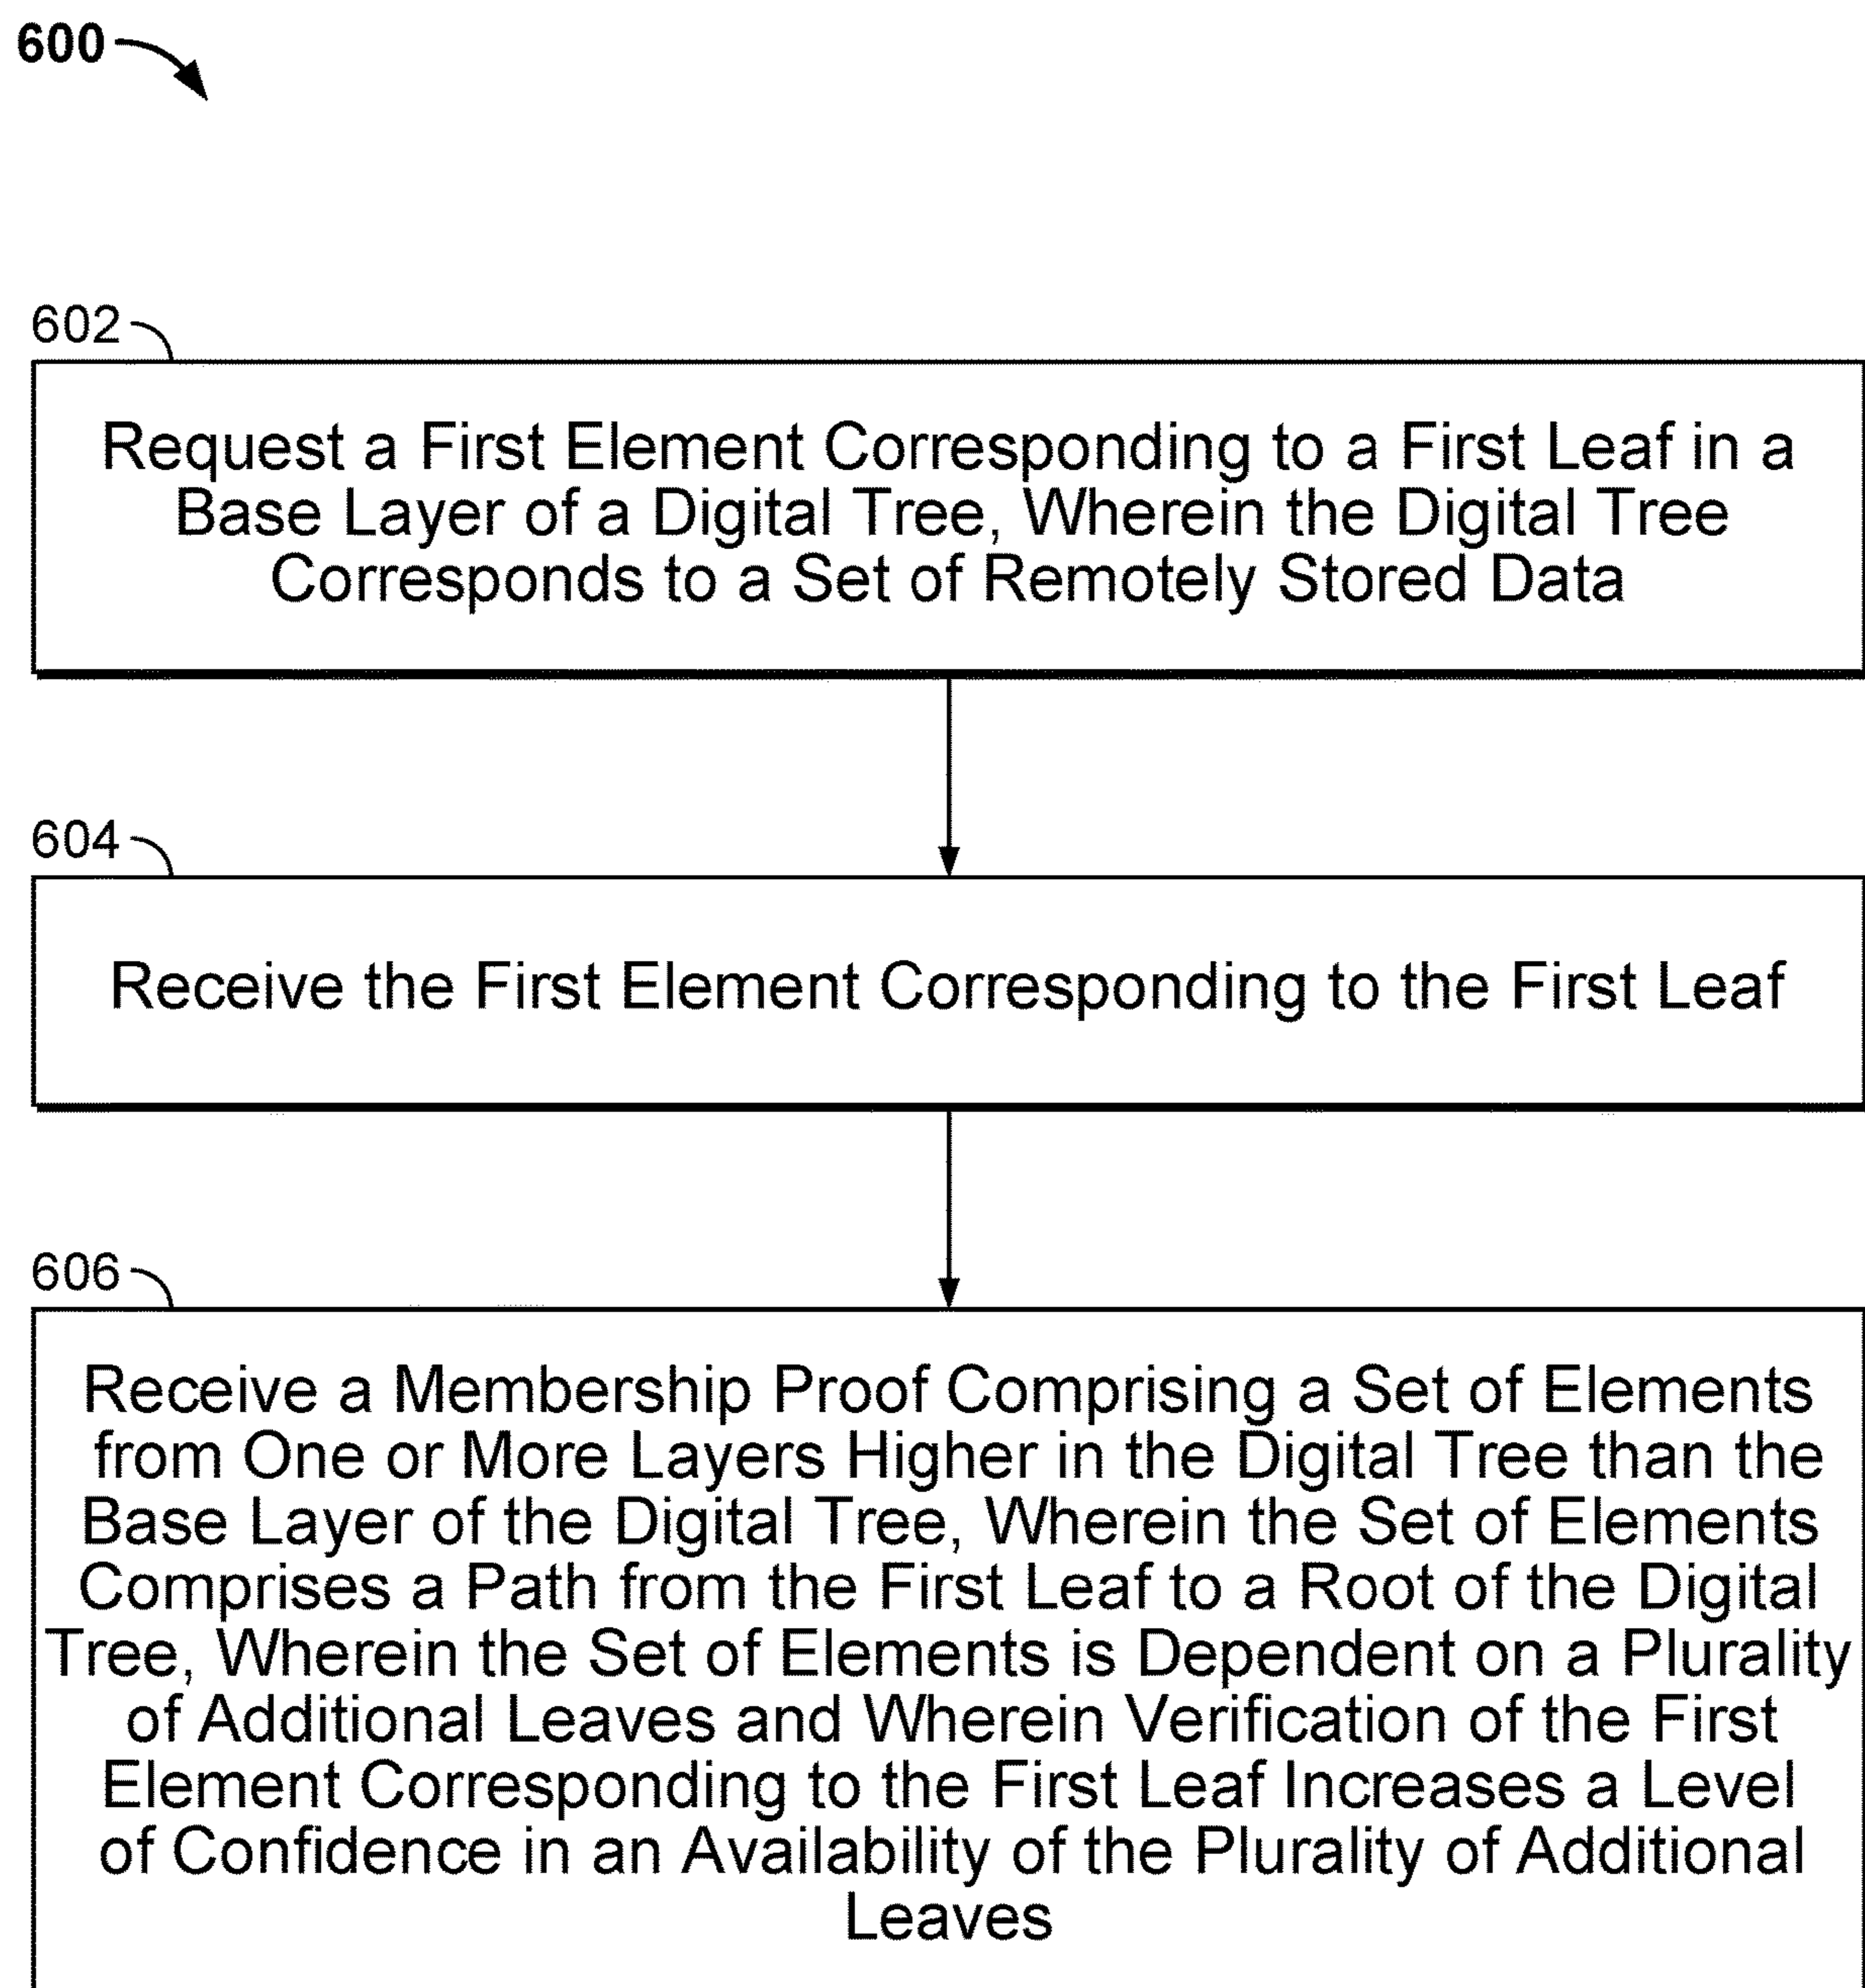 600
602
Request a First Element Corresponding to a First Leaf in a
Base Layer of a Digital Tree, Wherein the Digital Tree
Corresponds to a Set of Remotely Stored Data
604
Receive the First Element Corresponding to the First Leaf
606
Receive a Membership Proof Comprising a Set of Elements
from One or More Layers Higher in the Digital Tree than the
Base Layer of the Digital Tree, Wherein the Set of Elements
Comprises a Path from the First Leaf to a Root of the Digital
Tree, Wherein the Set of Elements is Dependent on a Plurality
of Additional Leaves and Wherein Verification of the First
Element Corresponding to the First Leaf Increases a Level
of Confidence in an Availability of the Plurality of Additional
Leaves